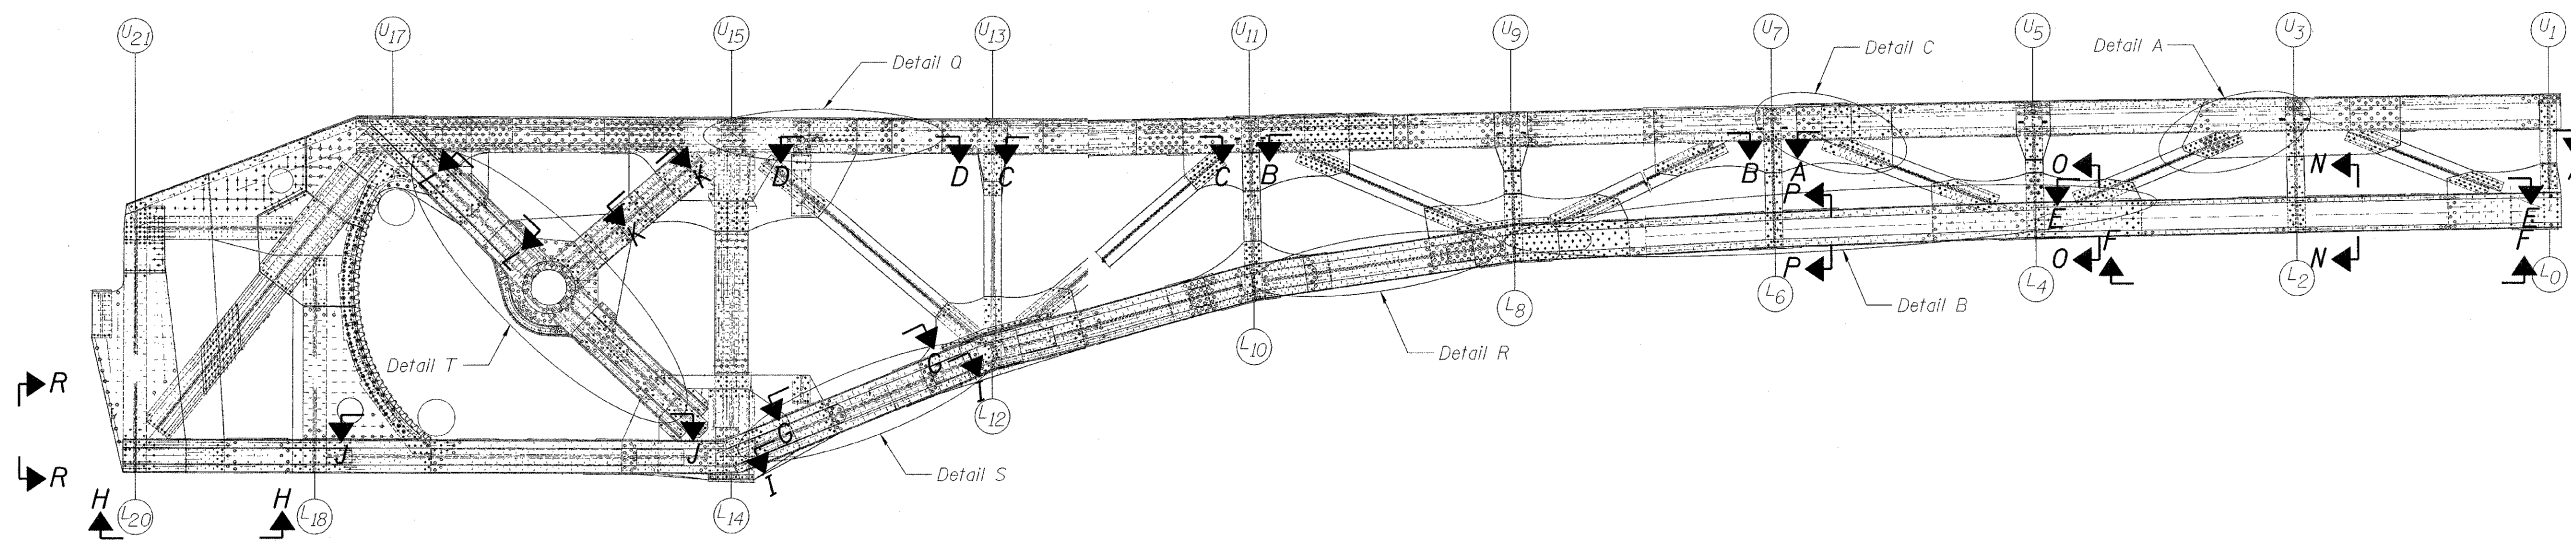 U21 U17 U15 U13 U11 U9 U7 U5 U3 U1
Detail Q Detail C Detail A
D D C C B B A P O E N E F
K K
P O F N
L8 L6 L4 L2 L0
Detail T Detail R Detail B
L10
R G I L12
J J G
R I Detail S
H H
L20 L18 L14